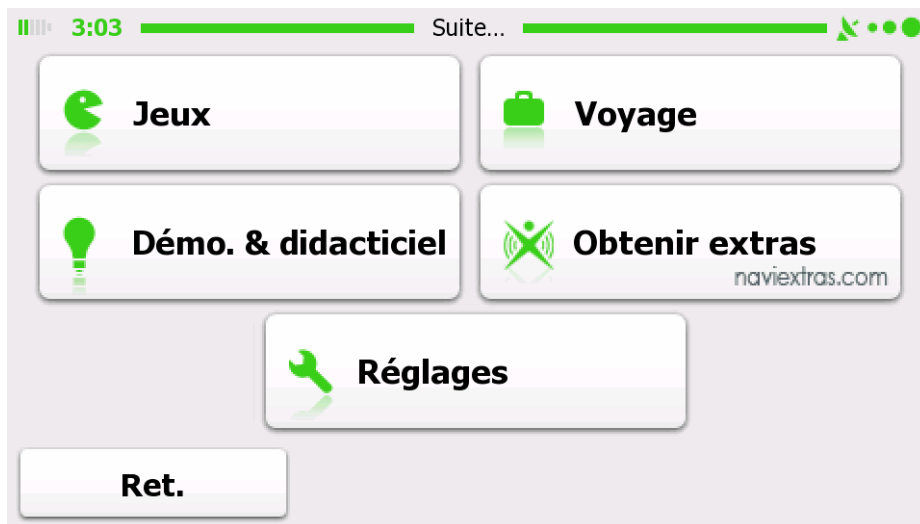 3:03 Suite...
Jeux
Voyage
Démo. & didacticiel
Obtenir extras
naviextras.com
Réglages
Ret.